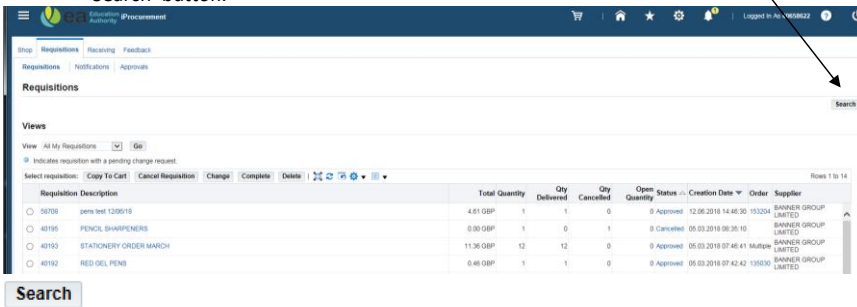 "Search" button.
ea Education Authority iProcurement Logged In As x0658622 ?
Shop Requisitions Receiving Feedback
Requisitions Notifications Approvals
Requisitions
Search
Views
View All My Requisitions Go
Indicates requisition with a pending change request.
Select requisition: Copy To Cart Cancel Requisition Change Complete Delete Rows 1 to 14
Requisition Description Total Quantity Qty Delivered Qty Cancelled Open Quantity Status Creation Date Order Supplier
58706 pens test 12/06/18 4.61 GBP 1 1 0 0 Approved 12.06.2018 14:46:30 153204 BANNER GROUP LIMITED
40195 PENCIL SHARPENERS 0.00 GBP 1 0 1 0 Cancelled 05.03.2018 08:35:10 BANNER GROUP LIMITED
40193 STATIONERY ORDER MARCH 11.36 GBP 12 12 0 0 Approved 05.03.2018 07:46:41 Multiple BANNER GROUP LIMITED
40192 RED GEL PENS 0.46 GBP 1 1 0 0 Approved 05.03.2018 07:42:42 135030 BANNER GROUP LIMITED
Search